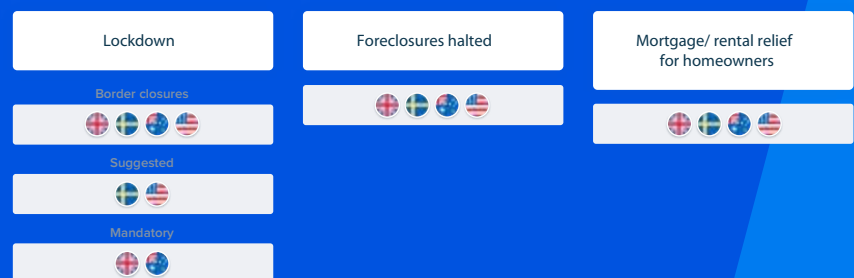 Lockdown
Border closures
Suggested
Mandatory
Foreclosures halted
Mortgage/ rental relief
for homeowners